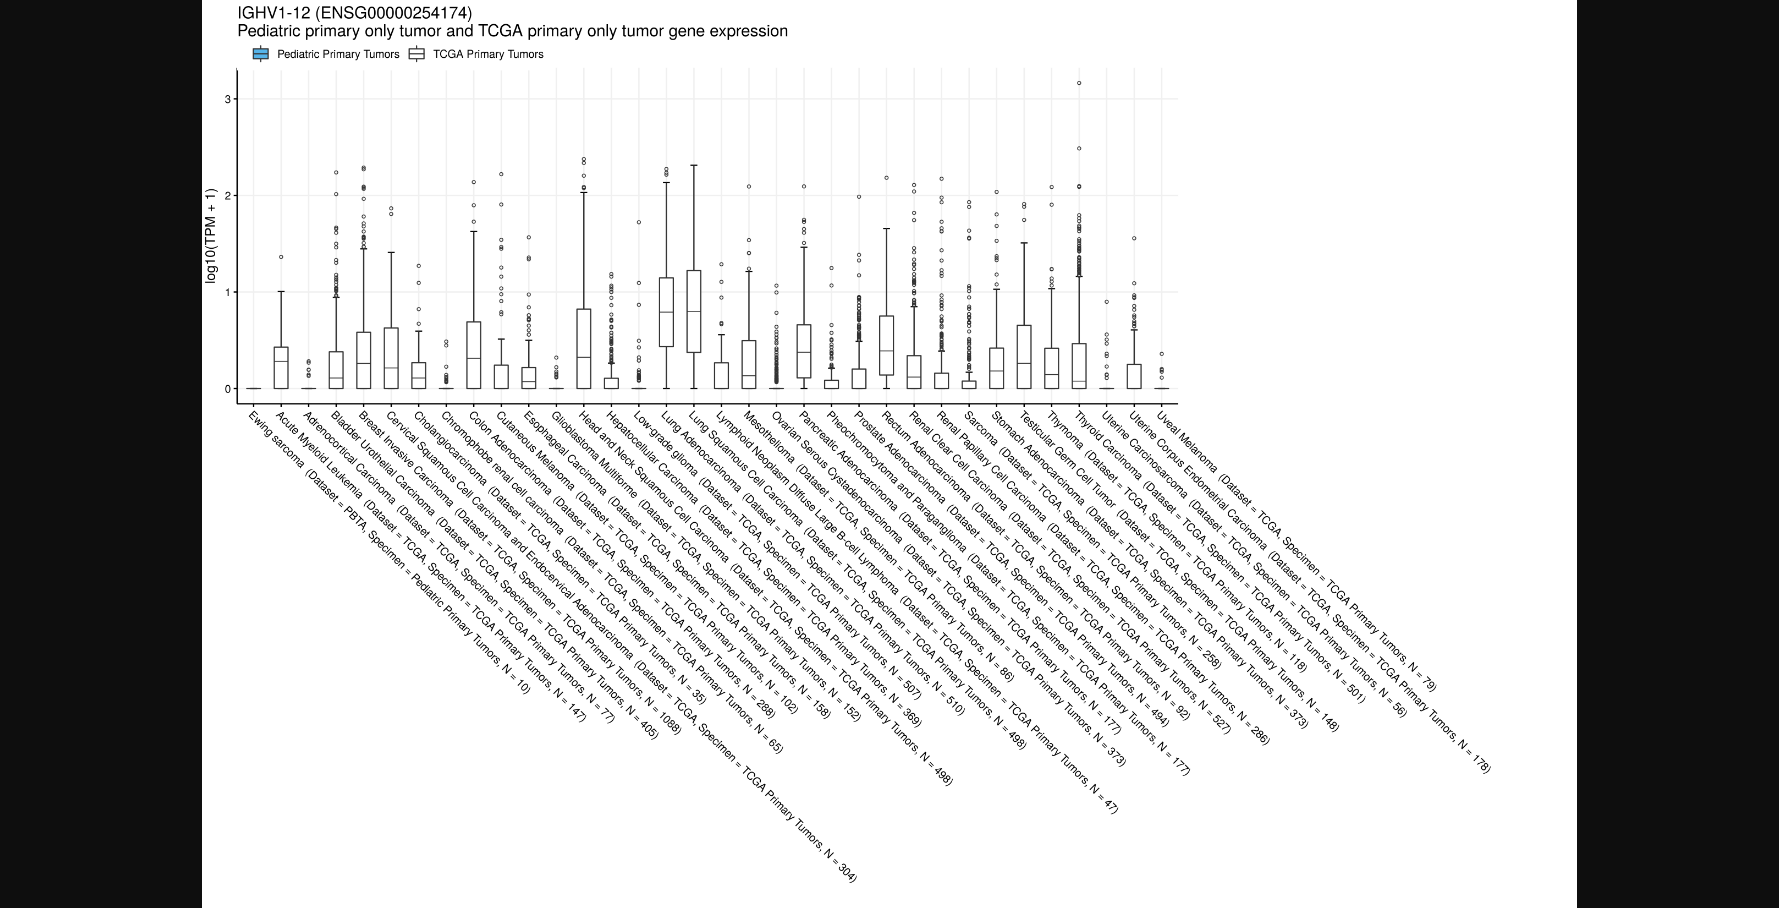 IGHV1-12 (ENSG00000254174)
Pediatric primary only tumor and TCGA primary only tumor gene expression
Pediatric Primary Tumors
TCGA Primary Tumors
log10(TPM + 1)
3
2
1
0
Ewing sarcoma (Dataset = PBTA, Specimen = Pediatric Primary Tumors, N = 10)
Acute Myeloid Leukemia (Dataset = TCGA, Specimen = TCGA Primary Tumors, N = 147)
Adrenocortical Carcinoma (Dataset = TCGA, Specimen = TCGA Primary Tumors, N = 77)
Bladder Urothelial Carcinoma (Dataset = TCGA, Specimen = TCGA Primary Tumors, N = 405)
Breast Invasive Carcinoma (Dataset = TCGA, Specimen = TCGA Primary Tumors, N = 1088)
Cervical Squamous Cell Carcinoma and Endocervical Adenocarcinoma (Dataset = TCGA, Specimen = TCGA Primary Tumors, N = 304)
Cholangiocarcinoma (Dataset = TCGA, Specimen = TCGA Primary Tumors, N = 35)
Chromophobe renal cell carcinoma (Dataset = TCGA, Specimen = TCGA Primary Tumors, N = 65)
Colon Adenocarcinoma (Dataset = TCGA, Specimen = TCGA Primary Tumors, N = 288)
Cutaneous Melanoma (Dataset = TCGA, Specimen = TCGA Primary Tumors, N = 102)
Esophageal Carcinoma (Dataset = TCGA, Specimen = TCGA Primary Tumors, N = 158)
Glioblastoma Multiforme (Dataset = TCGA, Specimen = TCGA Primary Tumors, N = 152)
Head and Neck Squamous Cell Carcinoma (Dataset = TCGA, Specimen = TCGA Primary Tumors, N = 498)
Hepatocellular Carcinoma (Dataset = TCGA, Specimen = TCGA Primary Tumors, N = 369)
Low-grade glioma (Dataset = TCGA, Specimen = TCGA Primary Tumors, N = 507)
Lung Adenocarcinoma (Dataset = TCGA, Specimen = TCGA Primary Tumors, N = 510)
Lung Squamous Cell Carcinoma (Dataset = TCGA, Specimen = TCGA Primary Tumors, N = 498)
Lymphoid Neoplasm Diffuse Large B-cell Lymphoma (Dataset = TCGA, Specimen = TCGA Primary Tumors, N = 47)
Mesothelioma (Dataset = TCGA, Specimen = TCGA Primary Tumors, N = 86)
Ovarian Serous Cystadenocarcinoma (Dataset = TCGA, Specimen = TCGA Primary Tumors, N = 373)
Pancreatic Adenocarcinoma (Dataset = TCGA, Specimen = TCGA Primary Tumors, N = 177)
Pheochromocytoma and Paraganglioma (Dataset = TCGA, Specimen = TCGA Primary Tumors, N = 177)
Prostate Adenocarcinoma (Dataset = TCGA, Specimen = TCGA Primary Tumors, N = 494)
Rectum Adenocarcinoma (Dataset = TCGA, Specimen = TCGA Primary Tumors, N = 92)
Renal Clear Cell Carcinoma (Dataset = TCGA, Specimen = TCGA Primary Tumors, N = 527)
Renal Papillary Cell Carcinoma (Dataset = TCGA, Specimen = TCGA Primary Tumors, N = 286)
Sarcoma (Dataset = TCGA, Specimen = TCGA Primary Tumors, N = 258)
Stomach Adenocarcinoma (Dataset = TCGA, Specimen = TCGA Primary Tumors, N = 373)
Testicular Germ Cell Tumor (Dataset = TCGA, Specimen = TCGA Primary Tumors, N = 148)
Thymoma (Dataset = TCGA, Specimen = TCGA Primary Tumors, N = 118)
Thyroid Carcinoma (Dataset = TCGA, Specimen = TCGA Primary Tumors, N = 501)
Uterine Carcinosarcoma (Dataset = TCGA, Specimen = TCGA Primary Tumors, N = 56)
Uterine Corpus Endometrial Carcinoma (Dataset = TCGA, Specimen = TCGA Primary Tumors, N = 178)
Uveal Melanoma (Dataset = TCGA, Specimen = TCGA Primary Tumors, N = 79)